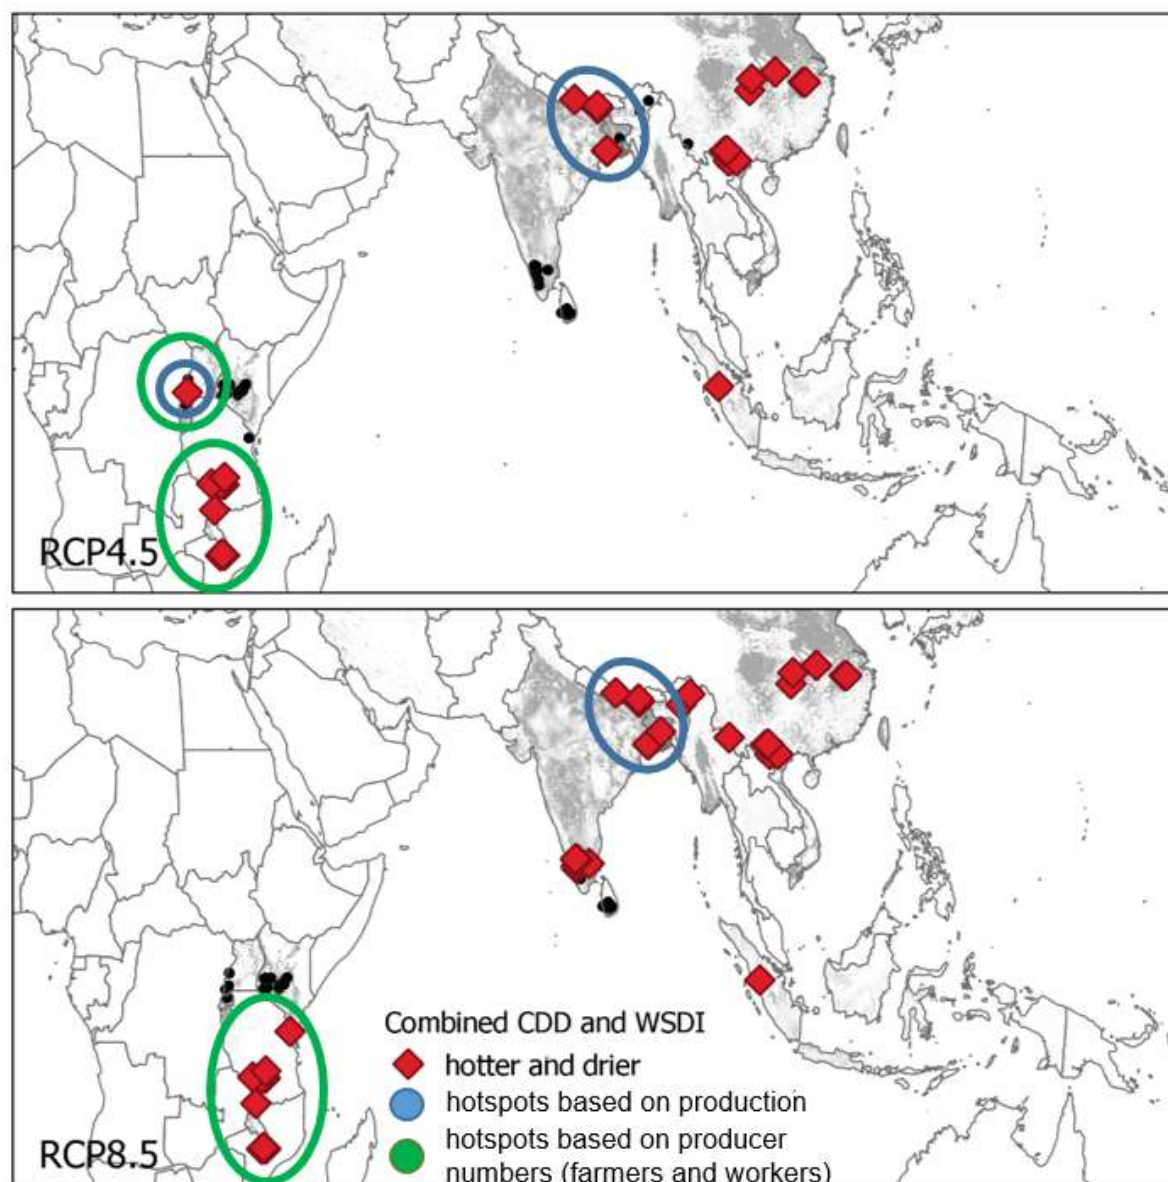 RCP4.5
Combined CDD and WSDI
hotter and drier
hotspots based on production
hotspots based on producer
numbers (farmers and workers)
RCP8.5